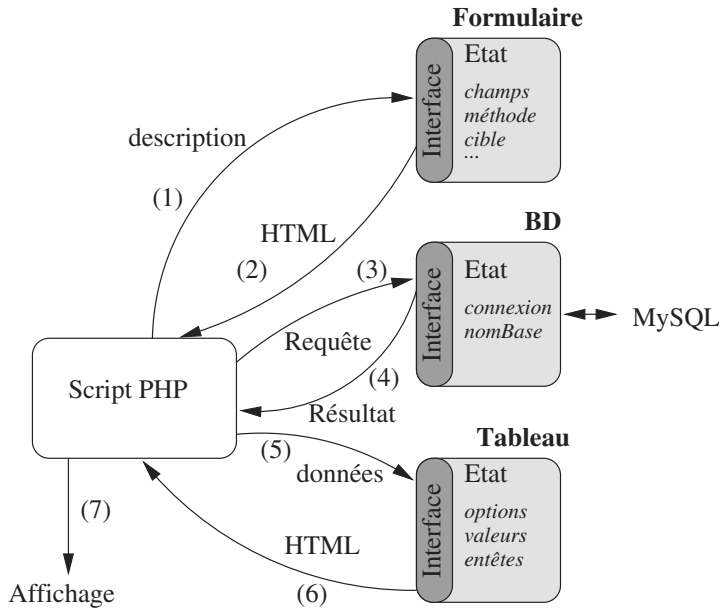 Formulaire
Interface
Etat
champs
méthode
cible
...
description
(1)
HTML
(2)
BD
(3)
Interface
Etat
connexion
nomBase
MySQL
Requête
(4)
Script PHP
Résultat
(5)
Tableau
données
Interface
Etat
options
valeurs
entêtes
(7)
HTML
(6)
Affichage